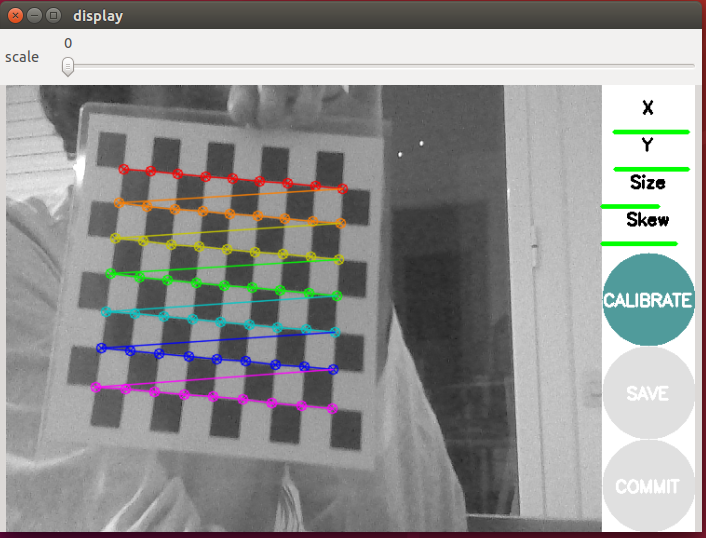 display
0
scale
X
Y
Size
Skew
CALIBRATE
SAVE
COMMIT